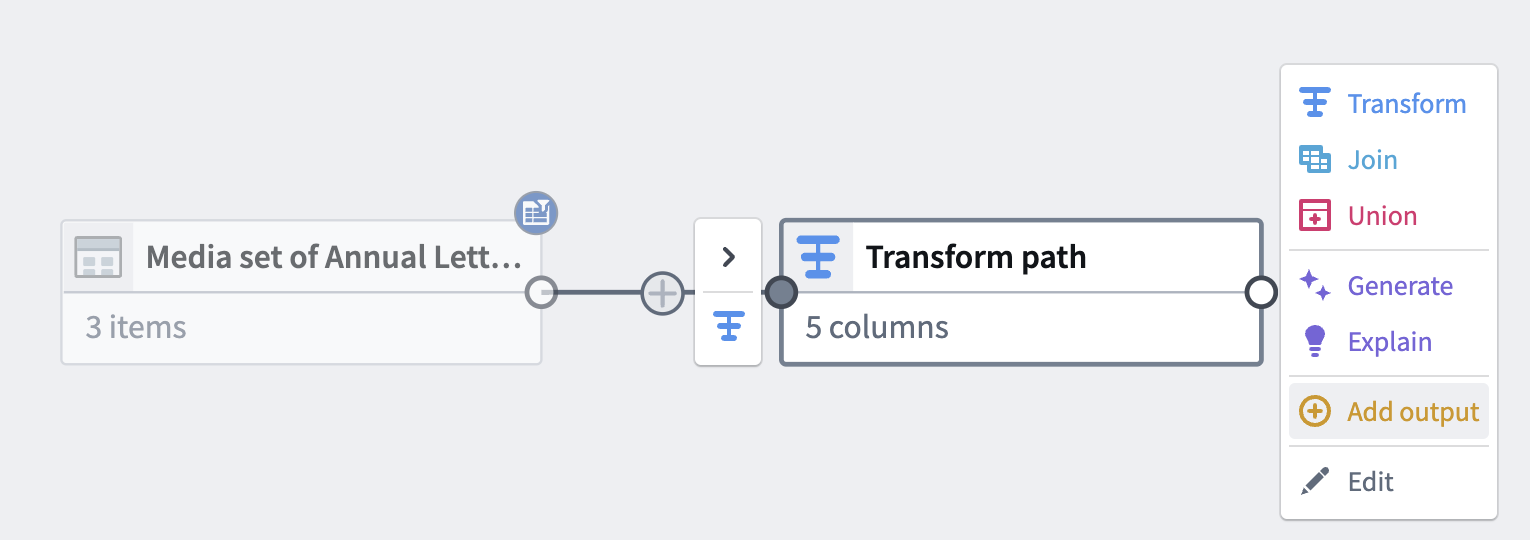 Media set of Annual Lett…
3 items
Transform path
5 columns
Transform
Join
Union
Generate
Explain
Add output
Edit